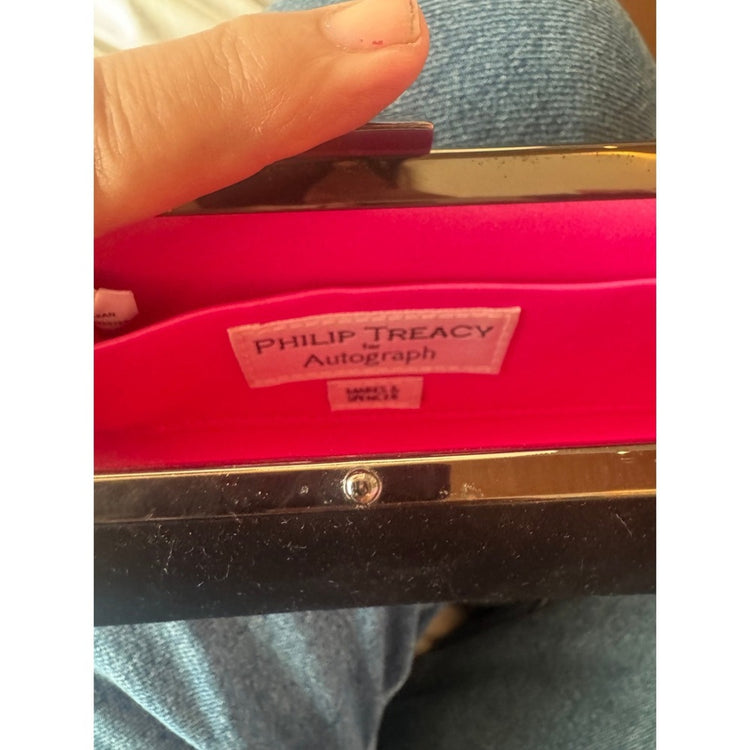 PHILIP TREACY
for
Autograph
MARKS &
SPENCER